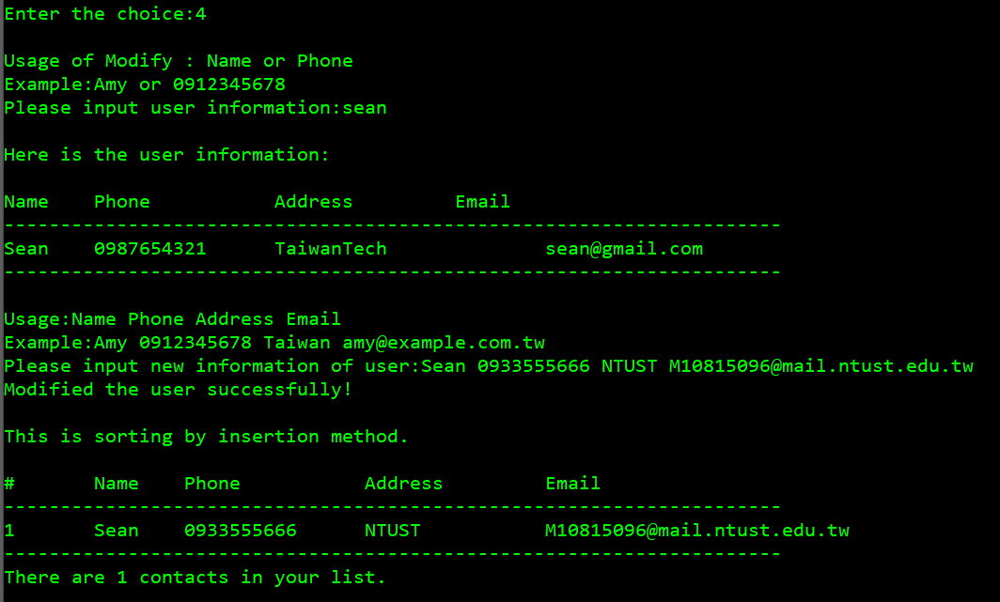 Enter the choice:4
Usage of Modify : Name or Phone
Example:Amy or 0912345678
Please input user information:sean
Here is the user information:
Name    Phone           Address         Email
---------------------------------------------------------------------
Sean    0987654321      TaiwanTech              sean@gmail.com
---------------------------------------------------------------------
Usage:Name Phone Address Email
Example:Amy 0912345678 Taiwan amy@example.com.tw
Please input new information of user:Sean 0933555666 NTUST M10815096@mail.ntust.edu.tw
Modified the user successfully!
This is sorting by insertion method.
#       Name    Phone           Address         Email
---------------------------------------------------------------------
1       Sean    0933555666      NTUST           M10815096@mail.ntust.edu.tw
---------------------------------------------------------------------
There are 1 contacts in your list.